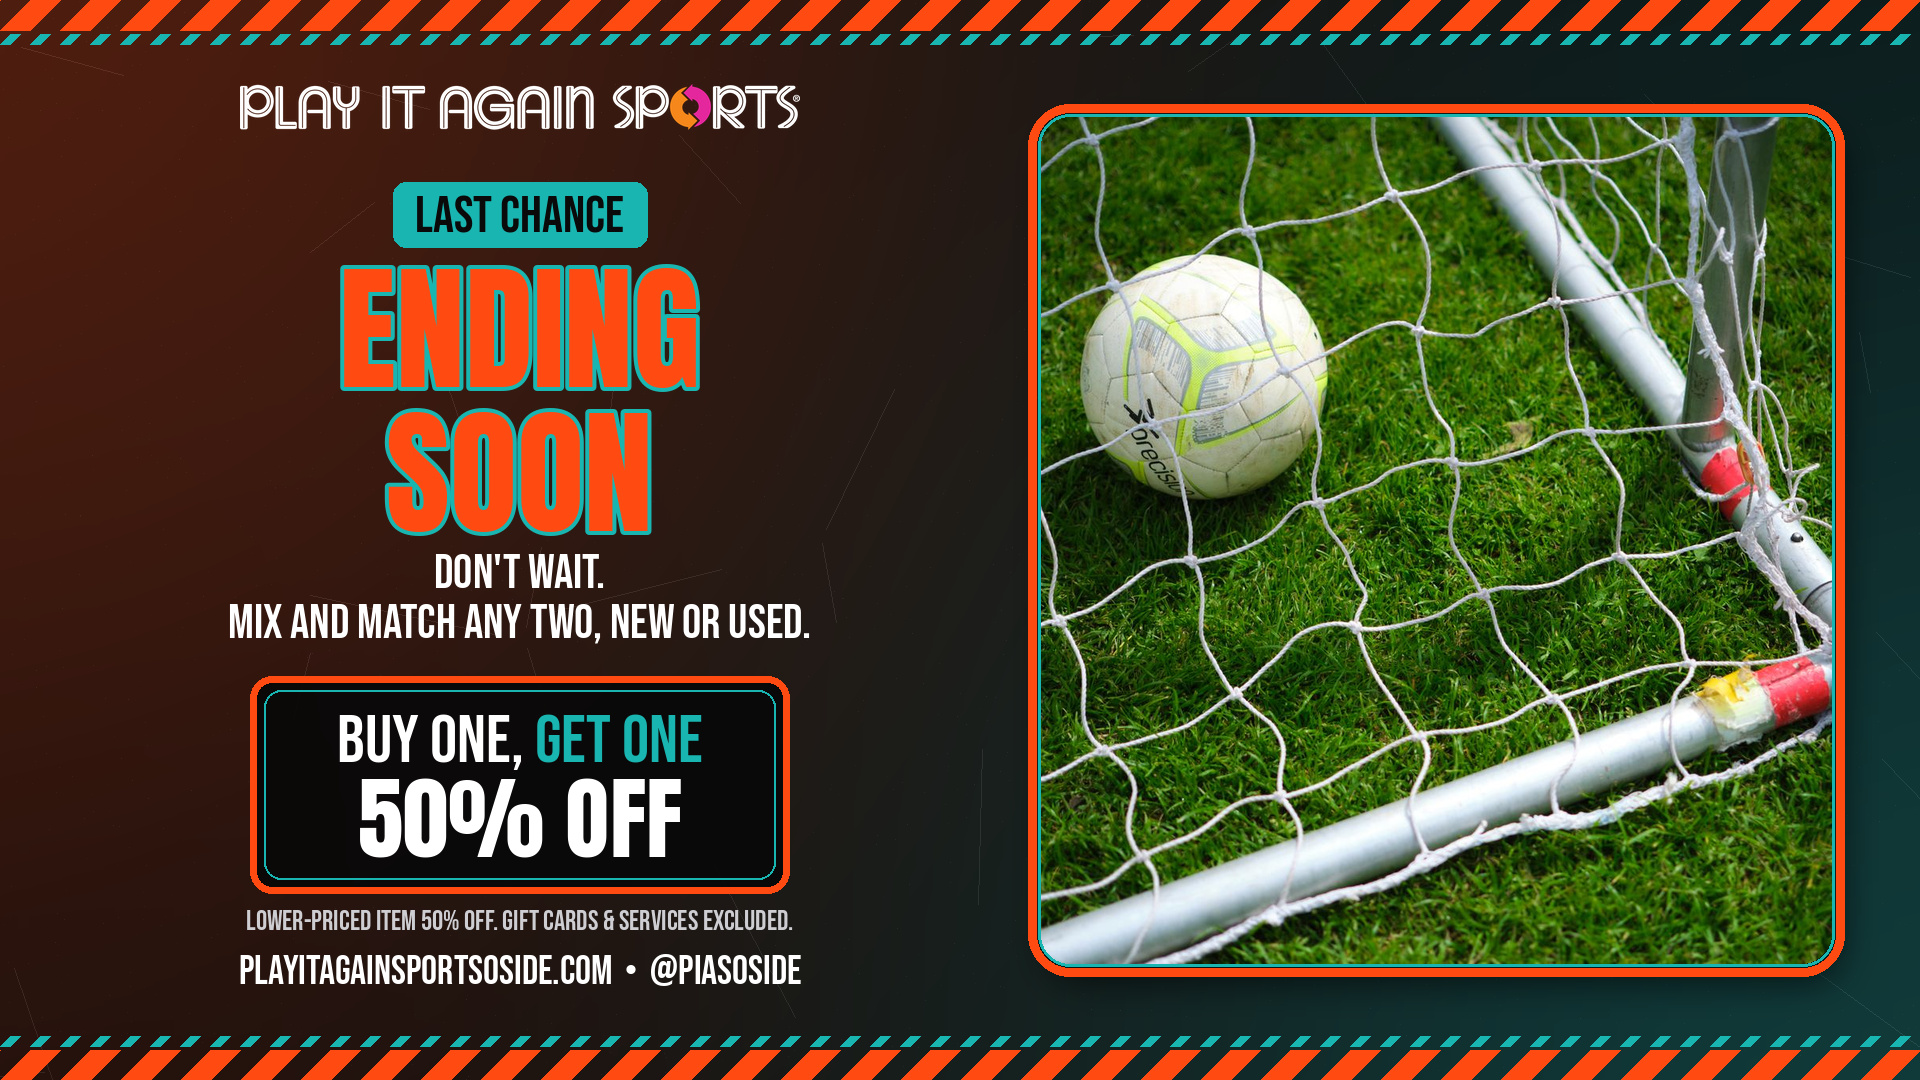 PLAY IT AGAIN SPORTS®
LAST CHANCE
ENDING
SOON
DON'T WAIT.
MIX AND MATCH ANY TWO, NEW OR USED.
BUY ONE, GET ONE
50% OFF
LOWER-PRICED ITEM 50% OFF. GIFT CARDS & SERVICES EXCLUDED.
PLAYITAGAINSPORTSOSIDE.COM • @PIASOSIDE
precision